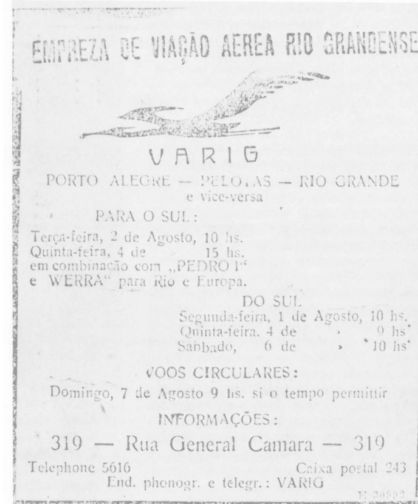 EMPREZA DE VIAÇÃO AEREA RIO GRANDENSE
VARIG
PORTO ALEGRE — PELOTAS — RIO GRANDE
e vice-versa
PARA O SUL:
Terça-feira, 2 de Agosto, 10 hs.
Quinta-feira, 4 de 15 hs.
em combinação com „PEDRO I"
e WERRA" para Rio e Europa.
DO SUL
Segunda-feira, 1 de Agosto, 10 hs.
Quinta-feira, 4 de " 9 hs
Sabbado, 6 de " 10 hs
VOOS CIRCULARES:
Domingo, 7 de Agosto 9 hs. si o tempo permittir
INFORMAÇÕES:
319 — Rua General Camara — 319
Telephone 5616 Caixa postal 243
End. phonogr. e telegr.: VARIG